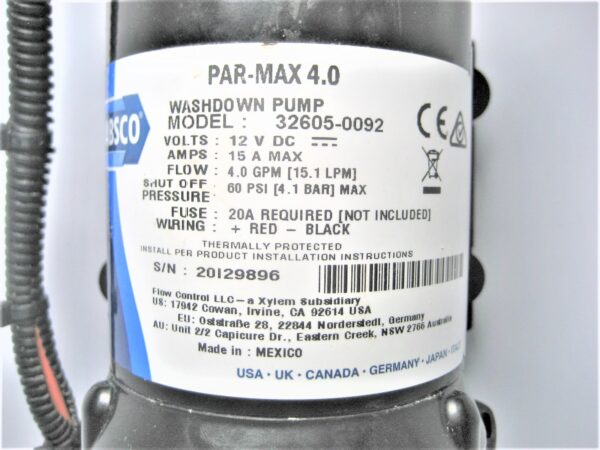 PAR-MAX 4.0
WASHDOWN PUMP
MODEL : 32605-0092
VOLTS : 12 V DC
AMPS : 15 A MAX
FLOW : 4.0 GPM [15.1 LPM]
SHUT OFF PRESSURE : 60 PSI [4.1 BAR] MAX
FUSE : 20A REQUIRED [NOT INCLUDED]
WIRING : + RED - BLACK
THERMALLY PROTECTED
INSTALL PER PRODUCT INSTALLATION INSTRUCTIONS
S/N : 20129896
Flow Control LLC - a Xylem Subsidiary
US: 17942 Cowan, Irvine, CA 92614 USA
EU: Oststraße 28, 22844 Norderstedt, Germany
AU: Unit 2/2 Capicure Dr., Eastern Creek, NSW 2766 Australia
Made in : MEXICO
USA · UK · CANADA · GERMANY · JAPAN ·
BSCO
CE